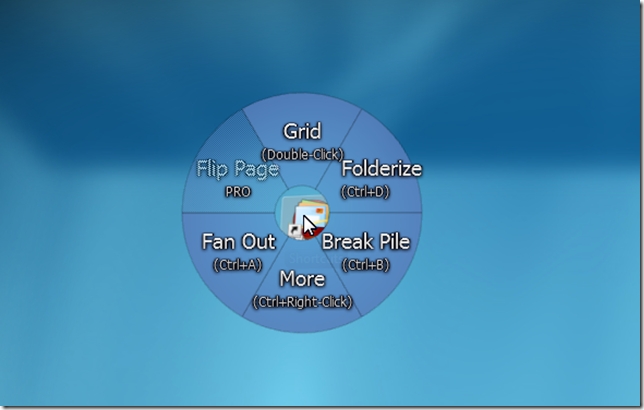 Grid
(Double-Click)
Flip Page
PRO
Folderize
(Ctrl+D)
Fan Out
(Ctrl+A)
Break Pile
(Ctrl+B)
More
(Ctrl+Right-Click)